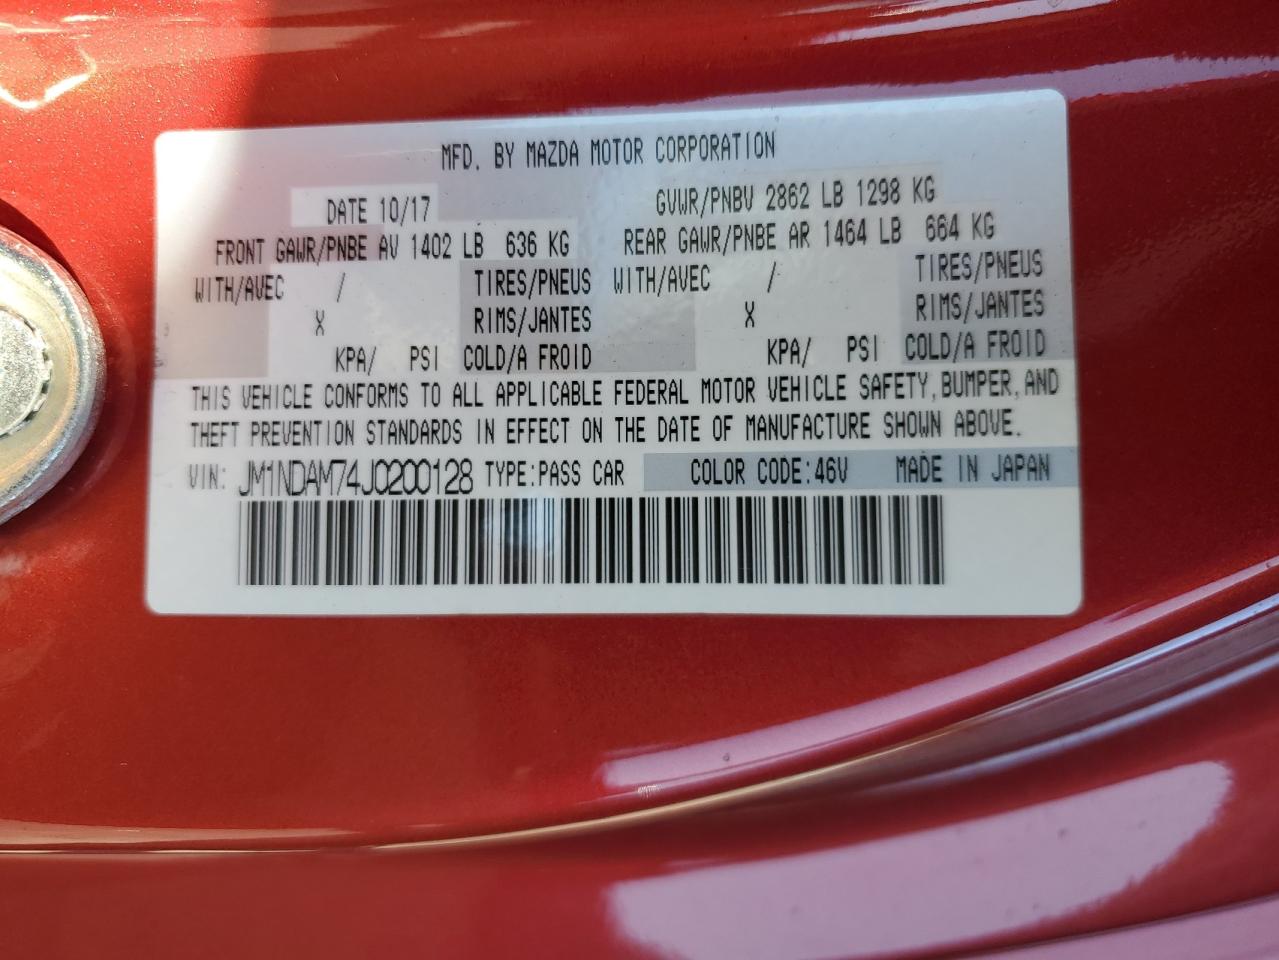 MFD. BY MAZDA MOTOR CORPORATION
DATE 10/17 GVWR/PNBV 2862 LB 1298 KG
FRONT GAWR/PNBE AV 1402 LB 636 KG REAR GAWR/PNBE AR 1464 LB 664 KG
WITH/AVEC / TIRES/PNEUS WITH/AVEC / TIRES/PNEUS
X RIMS/JANTES X RIMS/JANTES
KPA/ PSI COLD/A FROID KPA/ PSI COLD/A FROID
THIS VEHICLE CONFORMS TO ALL APPLICABLE FEDERAL MOTOR VEHICLE SAFETY, BUMPER, AND
THEFT PREVENTION STANDARDS IN EFFECT ON THE DATE OF MANUFACTURE SHOWN ABOVE.
VIN: JM1NDAM74J0200128 TYPE:PASS CAR COLOR CODE:46V MADE IN JAPAN